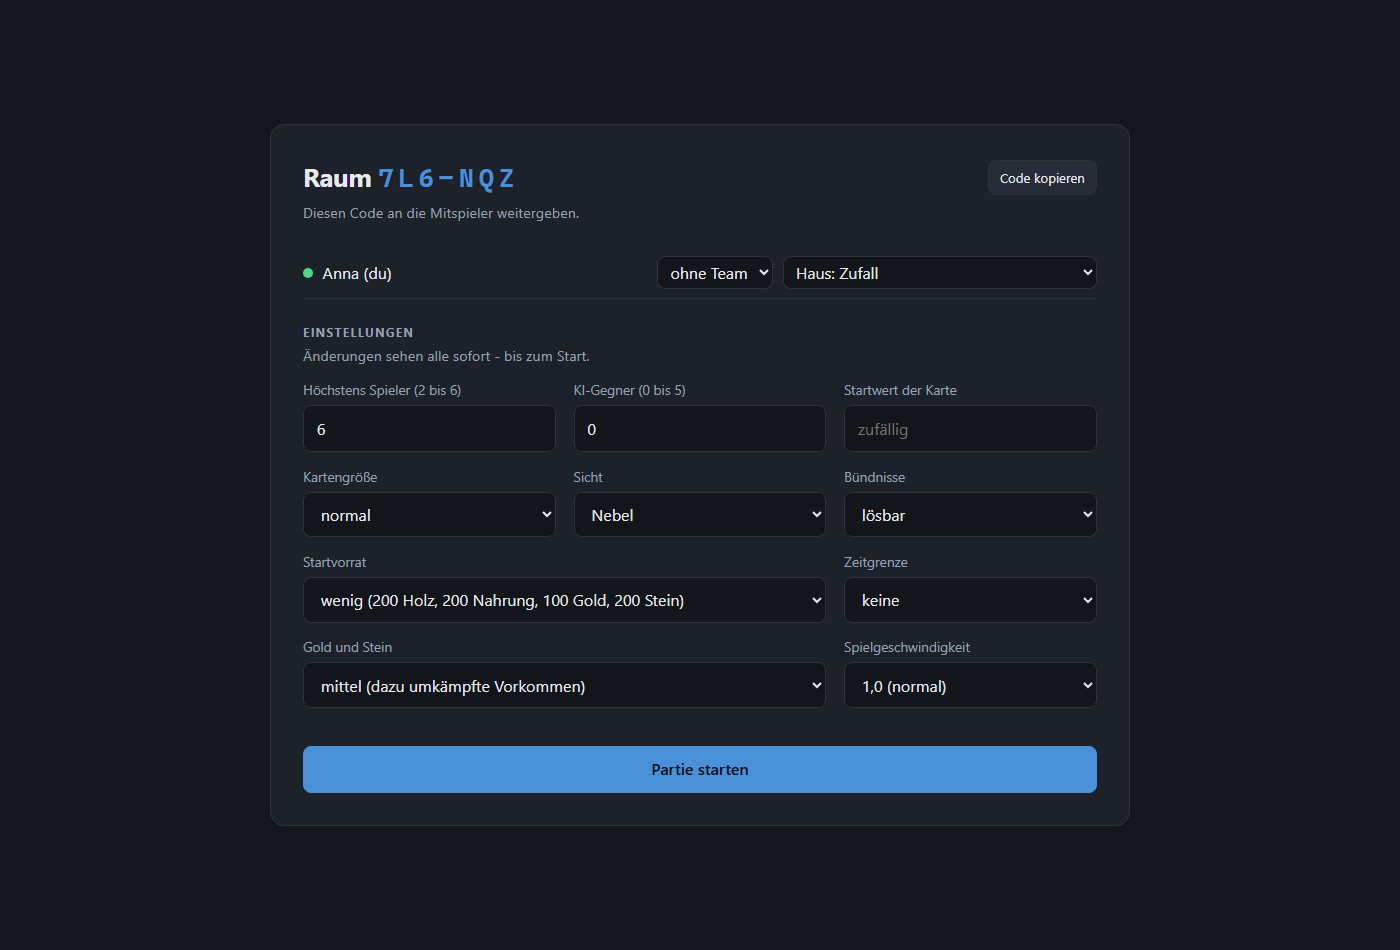 Raum 7L6-NQZ
Code kopieren
Diesen Code an die Mitspieler weitergeben.
Anna (du)
ohne Team
Haus: Zufall
EINSTELLUNGEN
Änderungen sehen alle sofort - bis zum Start.
Höchstens Spieler (2 bis 6)
KI-Gegner (0 bis 5)
Startwert der Karte
6
0
zufällig
Kartengröße
Sicht
Bündnisse
normal
Nebel
lösbar
Startvorrat
Zeitgrenze
wenig (200 Holz, 200 Nahrung, 100 Gold, 200 Stein)
keine
Gold und Stein
Spielgeschwindigkeit
mittel (dazu umkämpfte Vorkommen)
1,0 (normal)
Partie starten